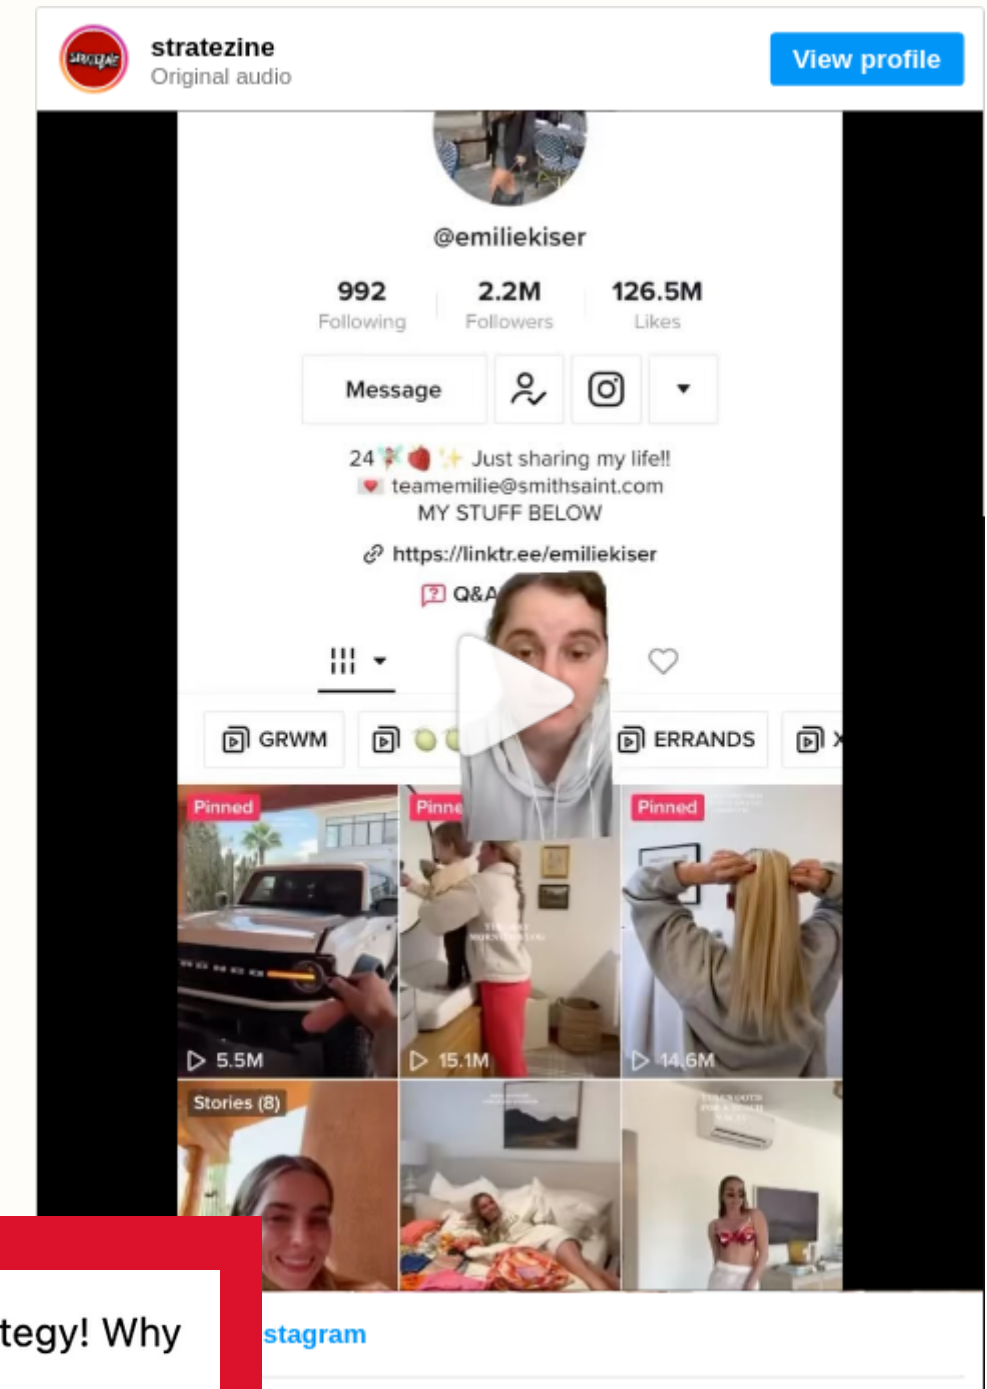 stratezine
Original audio
View profile
@emiliekiser
992
2.2M
126.5M
Following
Followers
Likes
Message
24 Just sharing my life!!
teamemilie@smithsaint.com
MY STUFF BELOW
https://linktr.ee/emiliekiser
Q&A
GRWM
ERRANDS
Pinned
Pinne
Pinned
5.5M
15.1M
14.6M
Stories (8)
tegy! Why
stagram